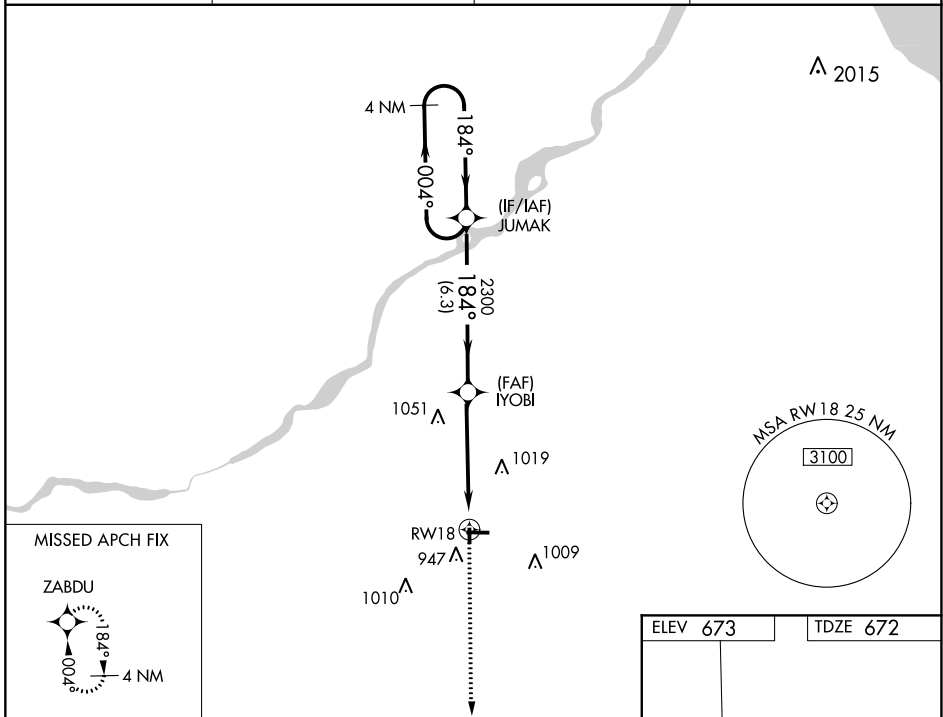 2015
4 NM
184°
004°
(IF/IAF)
JUMAK
2300
184°
(6.3)
(FAF)
IYOBI
1051
1019
MSA RW18 25 NM
3100
RW18
947
1009
1010
MISSED APCH FIX
ZABDU
184°
004°
4 NM
ELEV 673
TDZE 672